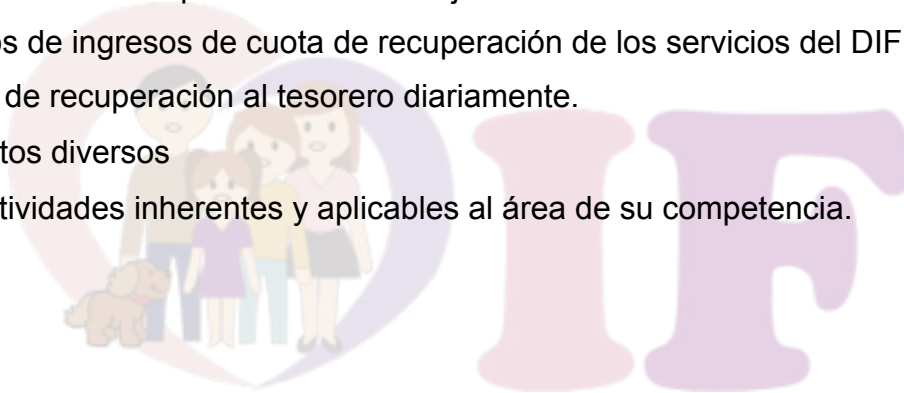 os de ingresos de cuota de recuperación de los servicios del DIF
de recuperación al tesorero diariamente.
tos diversos
tividades inherentes y aplicables al área de su competencia.
IF